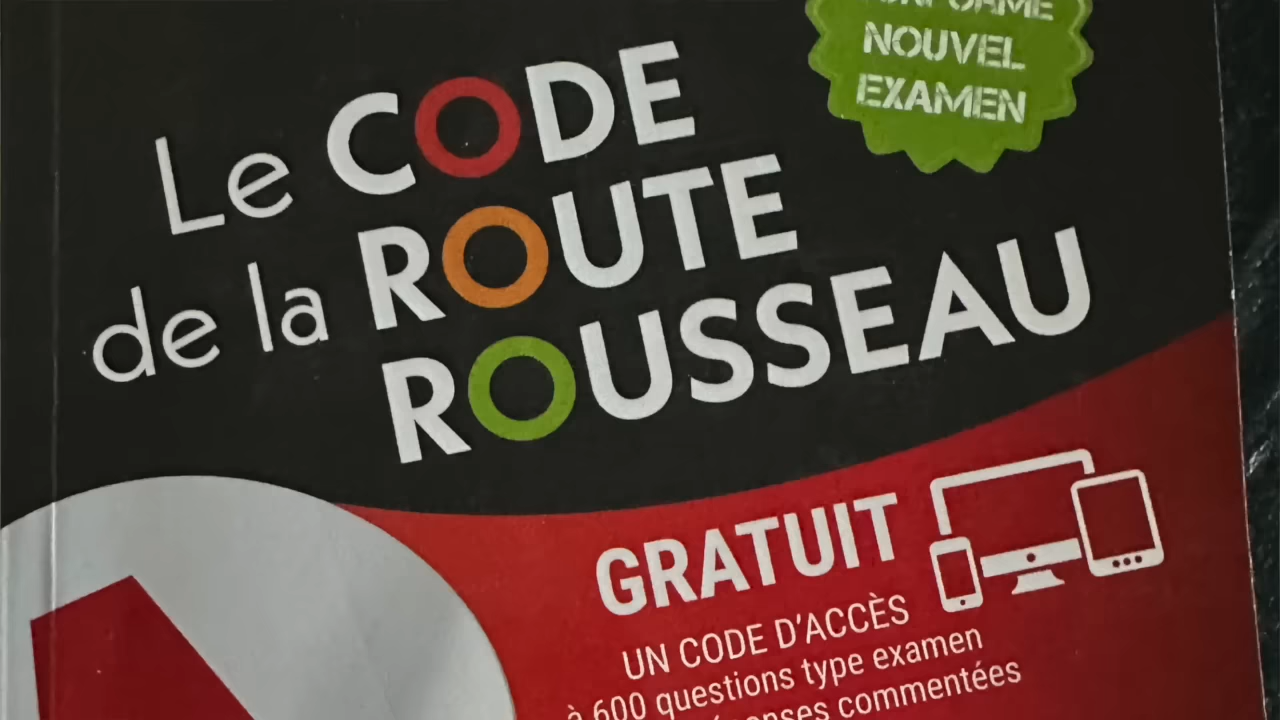 NOUVEL
EXAMEN
Le CODE
de la ROUTE
ROUSSEAU
GRATUIT
UN CODE D'ACCÈS
à 600 questions type examen
commentées